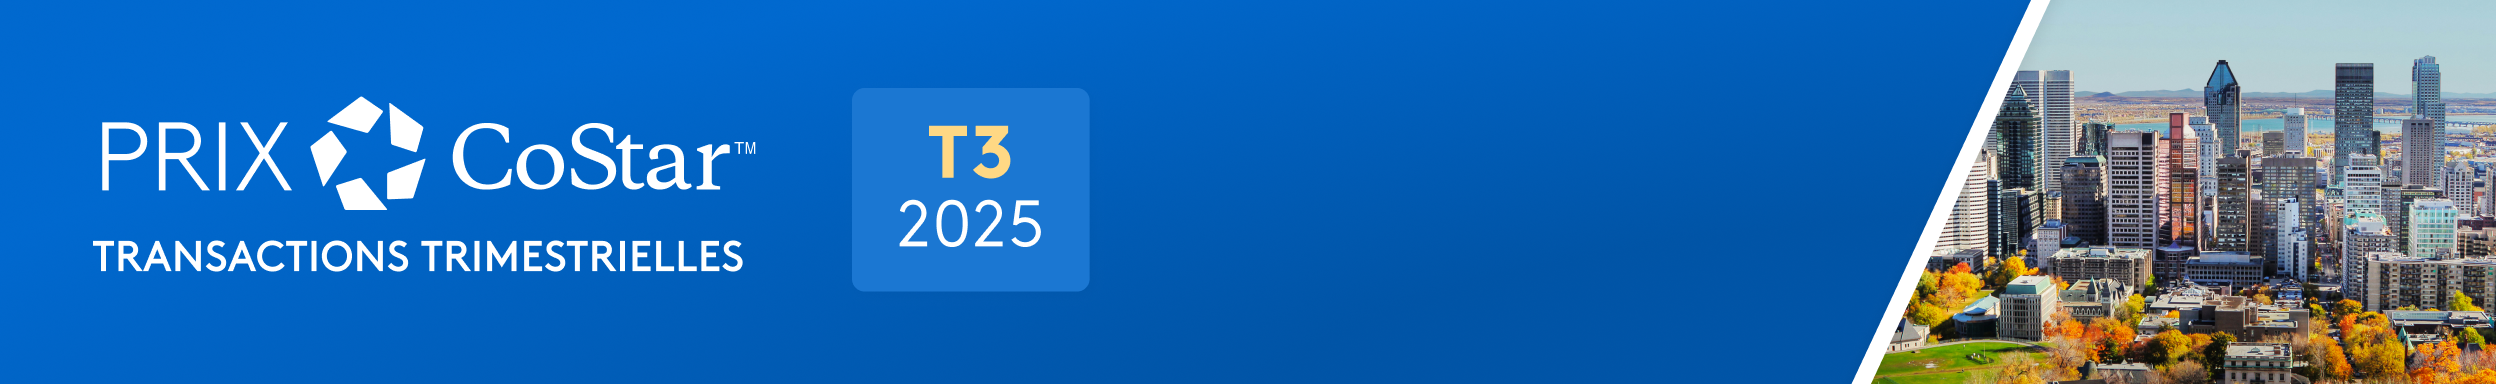 PRIX CoStar™
TRANSACTIONS TRIMESTRIELLES
T3
2025